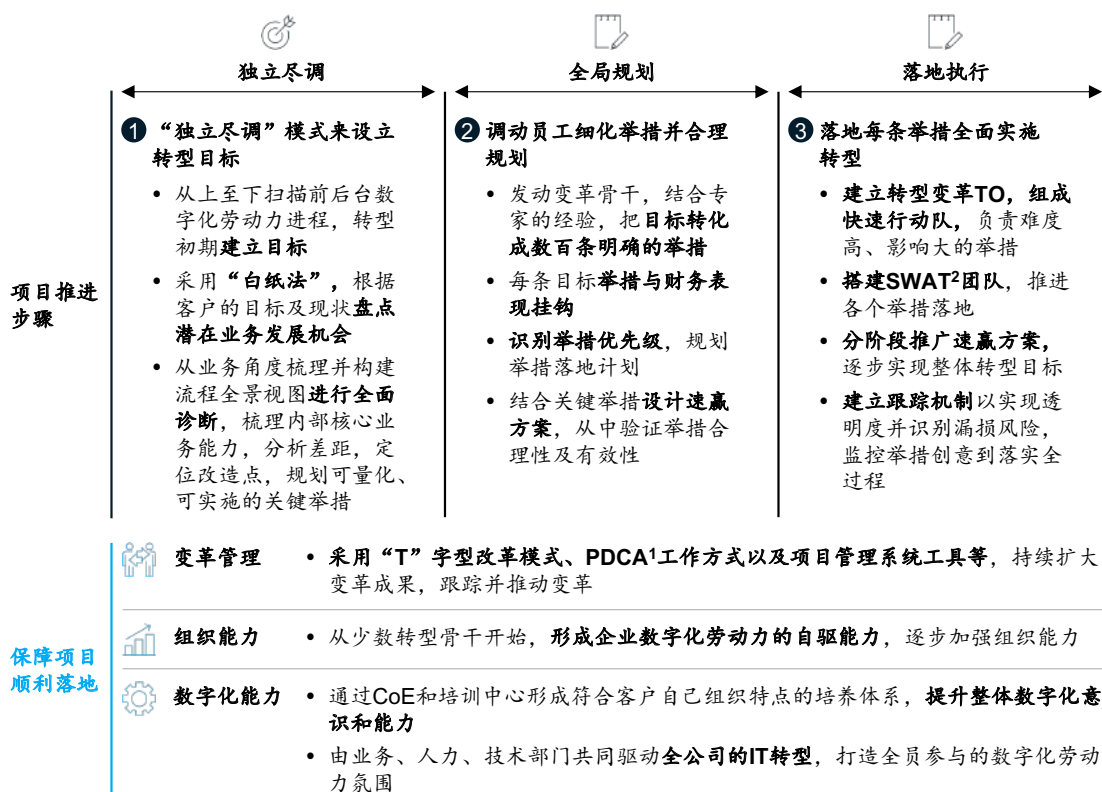 独立尽调
全局规划
落地执行
项目推进
步骤
1 “独立尽调”模式来设立
转型目标
• 从上至下扫描前后台数
字化劳动力进程，转型
初期建立目标
• 采用“白纸法”，根据
客户的目标及现状盘点
潜在业务发展机会
• 从业务角度梳理并构建
流程全景视图进行全面
诊断，梳理内部核心业
务能力，分析差距，定
位改造点，规划可量化、
可实施的关键举措
2 调动员工细化举措并合理
规划
• 发动变革骨干，结合专
家的经验，把目标转化
成数百条明确的举措
• 每条目标举措与财务表
现挂钩
• 识别举措优先级，规划
举措落地计划
• 结合关键举措设计速赢
方案，从中验证举措合
理性及有效性
3 落地每条举措全面实施
转型
• 建立转型变革TO，组成
快速行动队，负责难度
高、影响大的举措
• 搭建SWAT²团队，推进
各个举措落地
• 分阶段推广速赢方案，
逐步实现整体转型目标
• 建立跟踪机制以实现透
明度并识别漏损风险，
监控举措创意到落实全
过程
保障项目
顺利落地
变革管理
• 采用“T”字型改革模式、PDCA¹工作方式以及项目管理系统工具等，持续扩大
变革成果，跟踪并推动变革
组织能力
• 从少数转型骨干开始，形成企业数字化劳动力的自驱能力，逐步加强组织能力
数字化能力
• 通过CoE和培训中心形成符合客户自己组织特点的培养体系，提升整体数字化意
识和能力
• 由业务、人力、技术部门共同驱动全公司的IT转型，打造全员参与的数字化劳动
力氛围